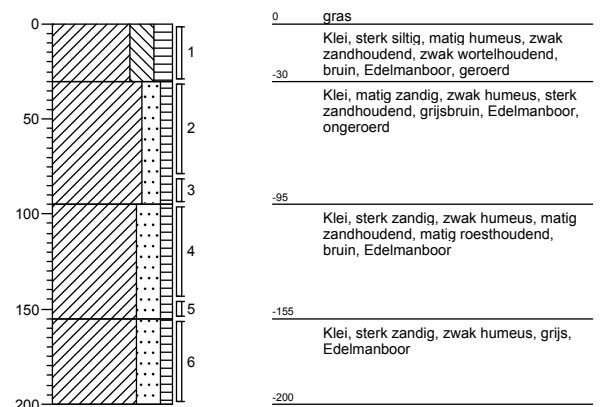 0
50
100
150
200
1
2
3
4
5
6
0 gras
Klei, sterk siltig, matig humeus, zwak
zandhoudend, zwak wortelhoudend,
bruin, Edelmanboor, geroerd
-30
Klei, matig zandig, zwak humeus, sterk
zandhoudend, grijsbruin, Edelmanboor,
ongeroerd
-95
Klei, sterk zandig, zwak humeus, matig
zandhoudend, matig roesthoudend,
bruin, Edelmanboor
-155
Klei, sterk zandig, zwak humeus, grijs,
Edelmanboor
-200